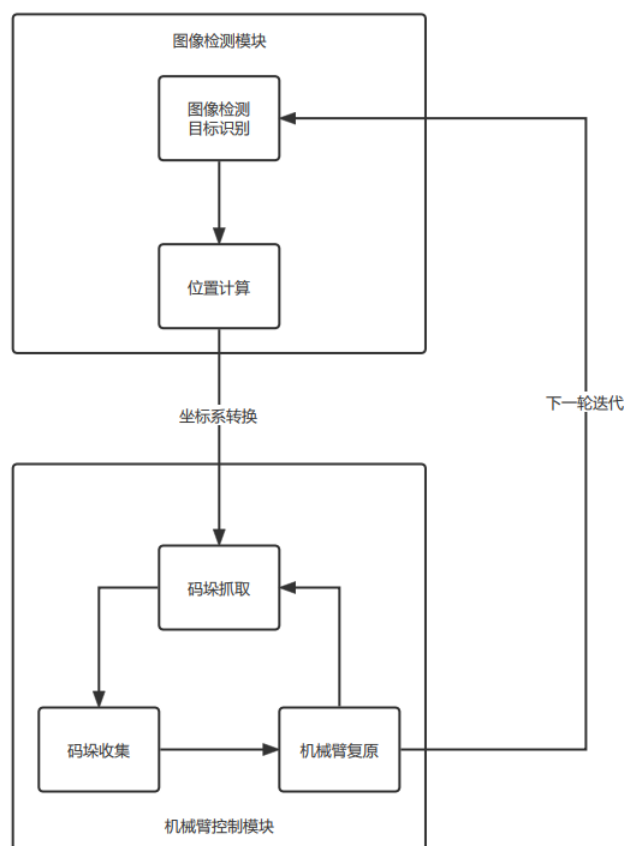 图像检测模块
图像检测
目标识别
位置计算
坐标系转换
下一轮迭代
码垛抓取
码垛收集
机械臂复原
机械臂控制模块